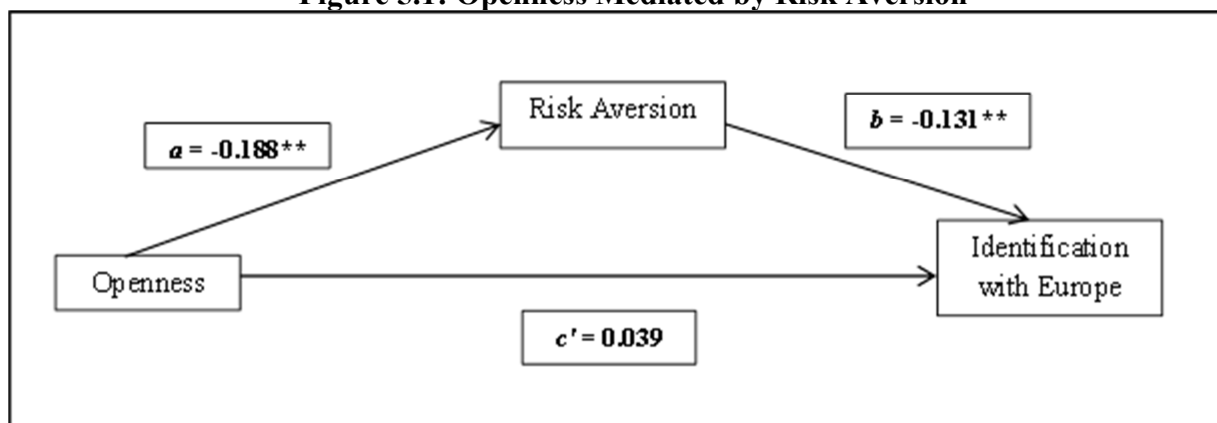 Figure 5.1: Openness Mediated by Risk Aversion
Risk Aversion
b = -0.131**
a = -0.188**
Identification
with Europe
Openness
c' = 0.039